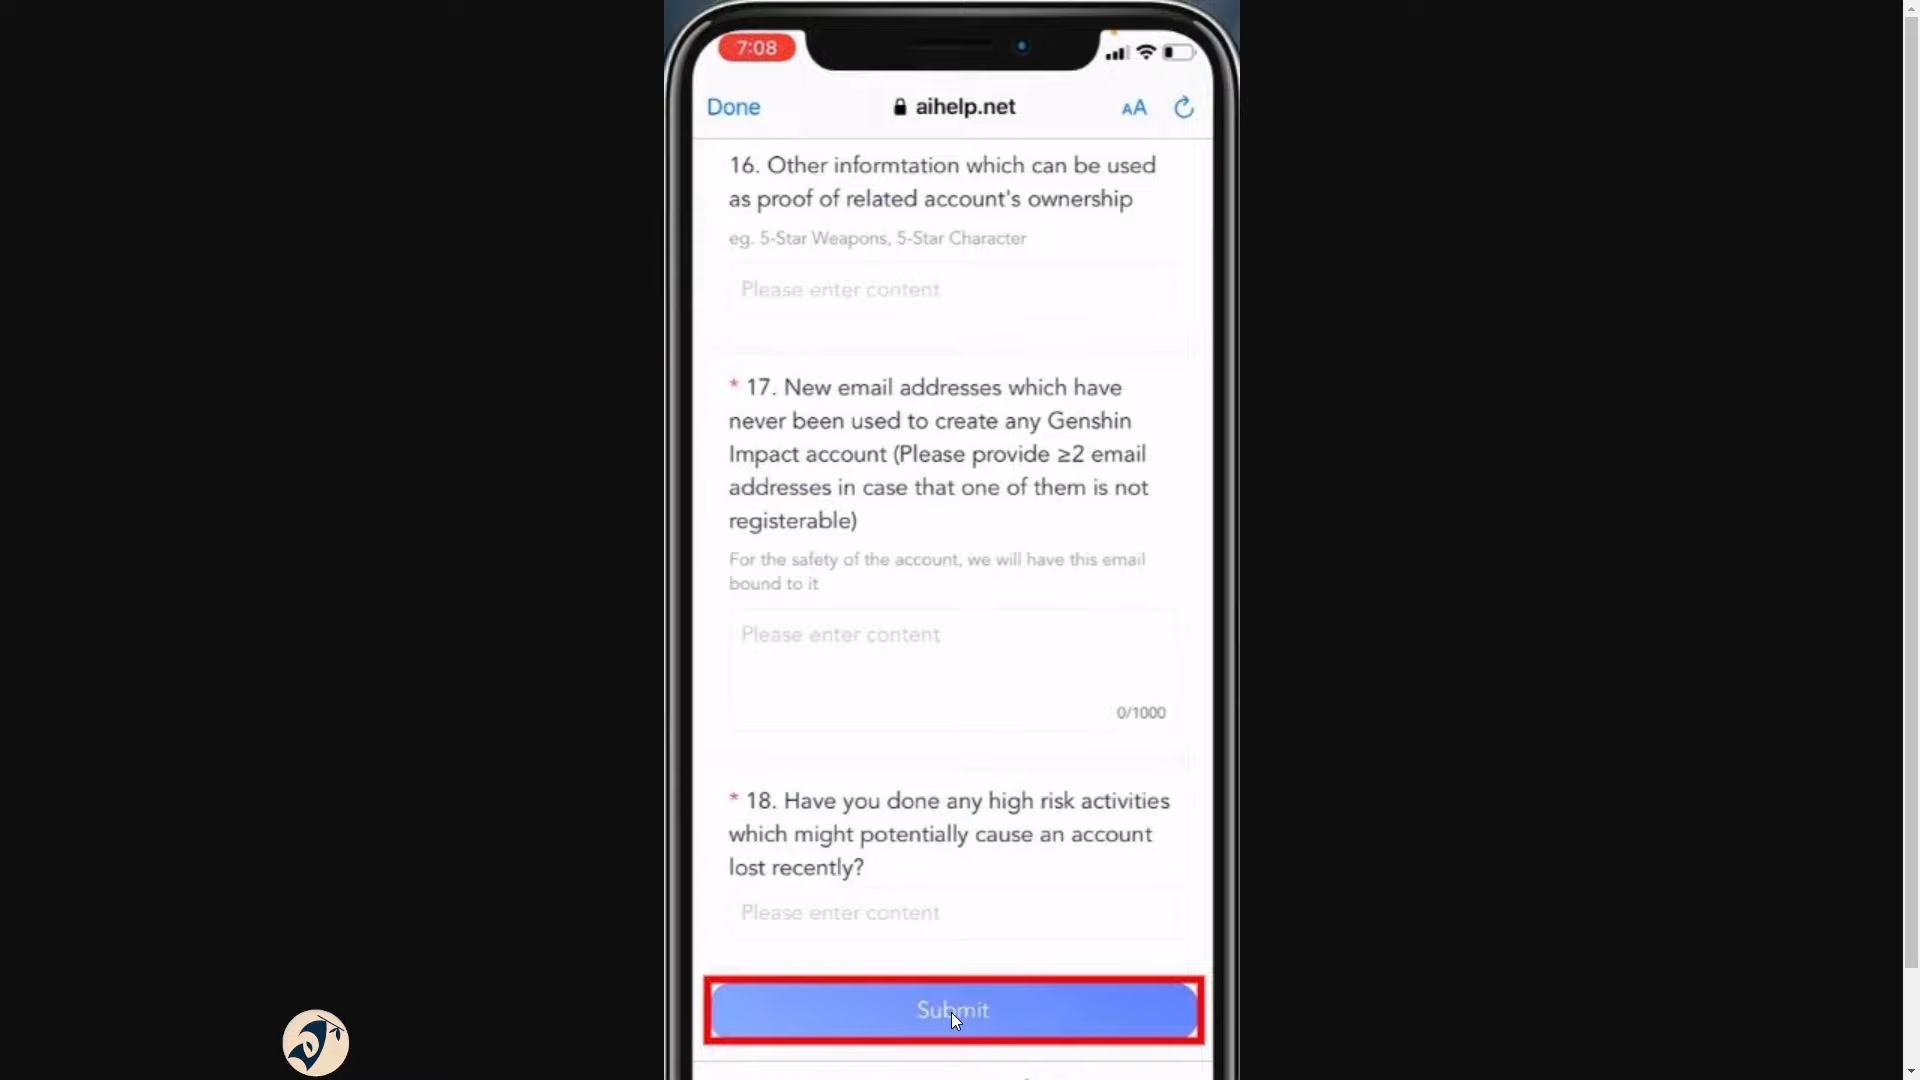 7:08
Done
aihelp.net
AA
16. Other informtation which can be used
as proof of related account's ownership
eg. 5-Star Weapons, 5-Star Character
Please enter content
* 17. New email addresses which have
never been used to create any Genshin
Impact account (Please provide ≥2 email
addresses in case that one of them is not
registerable)
For the safety of the account, we will have this email
bound to it
Please enter content
0/1000
* 18. Have you done any high risk activities
which might potentially cause an account
lost recently?
Please enter content
Submit